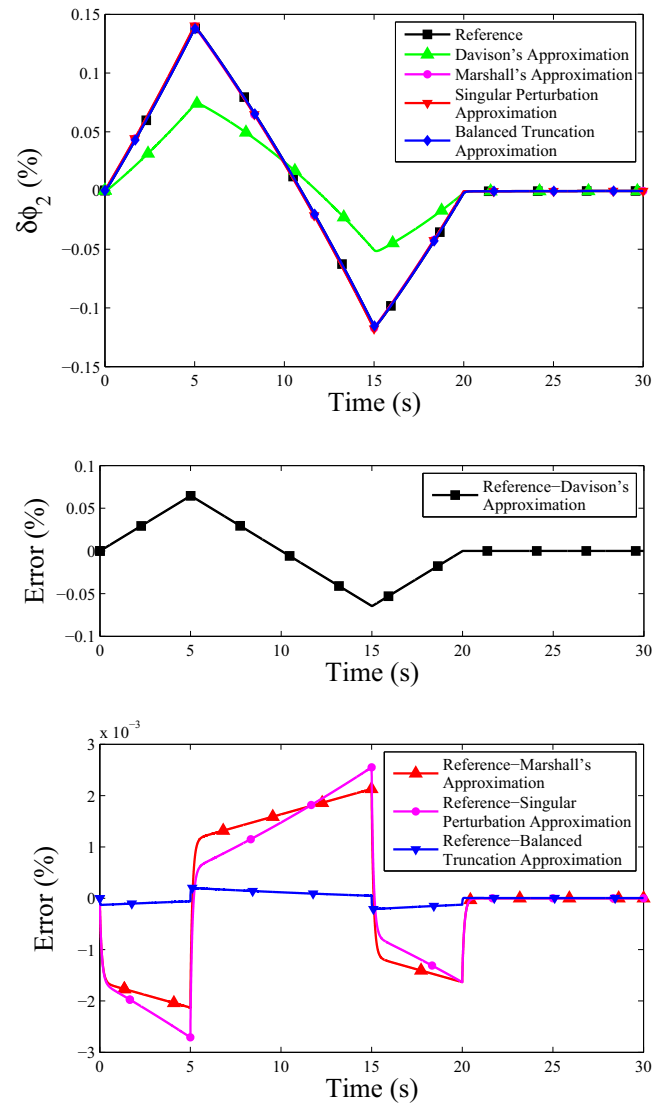 0.15
0.1
0.05
0
−0.05
−0.1
−0.15
δϕ_2 (%)
Reference
Davison's Approximation
Marshall's Approximation
Singular Perturbation
Approximation
Balanced Truncation
Approximation
0 5 10 15 20 25 30
Time (s)
0.1
0.05
0
−0.05
−0.1
Error (%)
Reference−Davison's
Approximation
0 5 10 15 20 25 30
Time (s)
x 10^−3
3
2
1
0
−1
−2
−3
Error (%)
Reference−Marshall's
Approximation
Reference−Singular
Perturbation Approximation
Reference−Balanced
Truncation Approximation
0 5 10 15 20 25 30
Time (s)